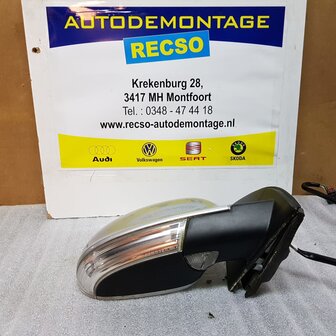 AUTODEMONTAGE
RECSO
Krekenburg 28,
3417 MH Montfoort
Tel. : 0348 - 47 44 18
www.recso-autodemontage.nl
Audi
Volkswagen
SEAT
SKODA